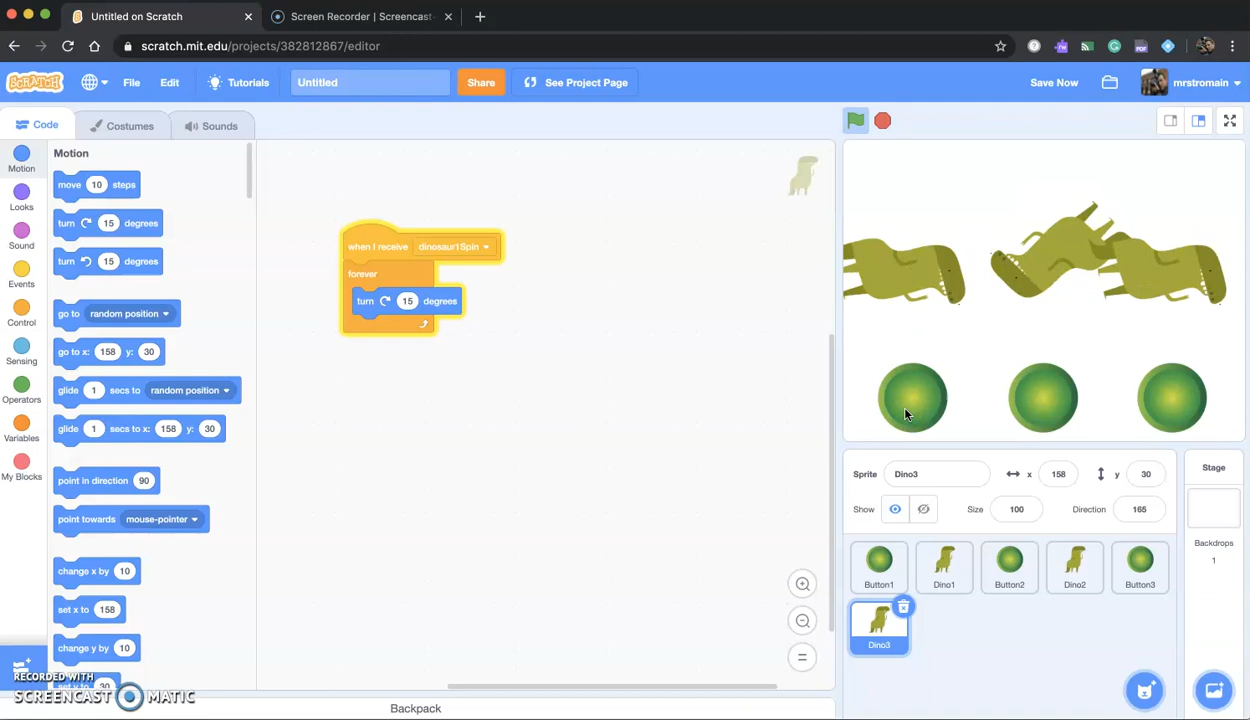 Untitled on Scratch
Screen Recorder | Screencast-
scratch.mit.edu/projects/382812867/editor
SCRATCH
File
Edit
Tutorials
Untitled
Share
See Project Page
Save Now
mrstromain
Code
Costumes
Sounds
Motion
Looks
Sound
Events
Control
Sensing
Operators
Variables
My Blocks
Motion
move 10 steps
turn 15 degrees
turn 15 degrees
go to random position
go to x: 158 y: 30
glide 1 secs to random position
glide 1 secs to x: 158 y: 30
point in direction 90
point towards mouse-pointer
change x by 10
set x to 158
change y by 10
when I receive dinosaur1Spin
forever
turn 15 degrees
Sprite Dino3 x 158 y 30
Show Size 100 Direction 165
Button1
Dino1
Button2
Dino2
Button3
Dino3
Stage
Backdrops
1
RECORDED WITH
SCREENCAST MATIC
Backpack